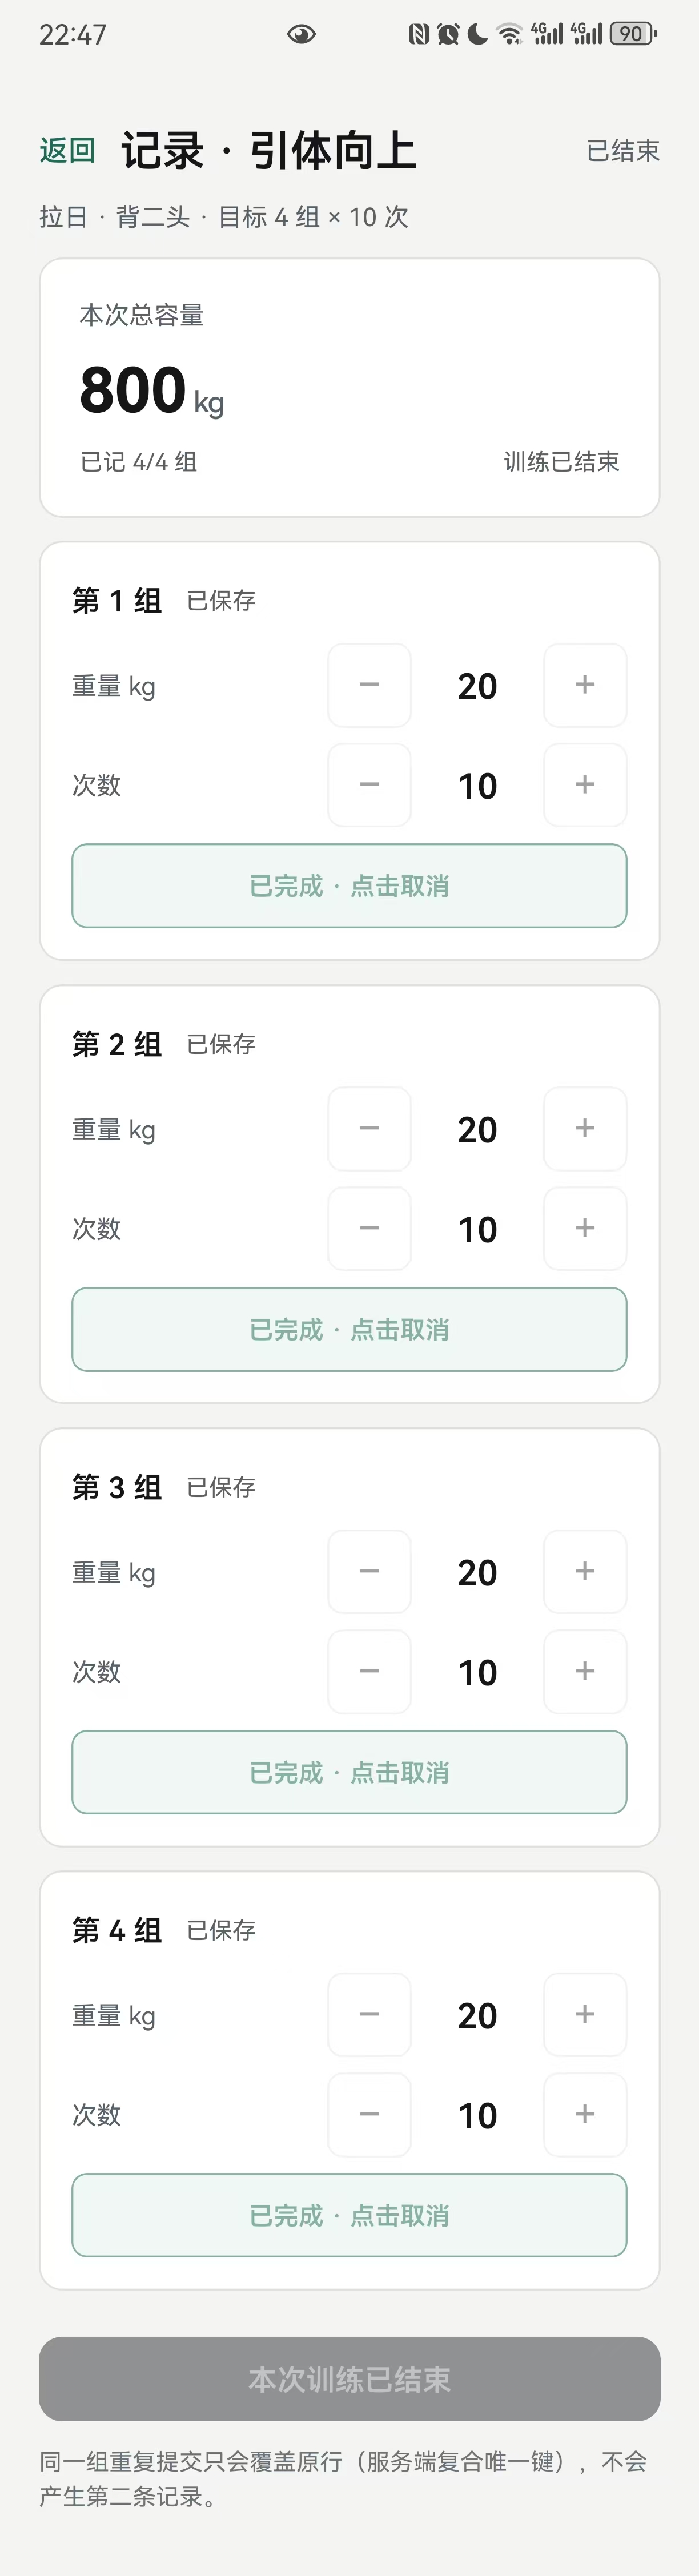 22:47 4G 4G 90
返回 记录 · 引体向上 已结束
拉日 · 背二头 · 目标 4 组 × 10 次
本次总容量
800 kg
已记 4/4 组 训练已结束
第 1 组 已保存
重量 kg − 20 +
次数 − 10 +
已完成 · 点击取消
第 2 组 已保存
重量 kg − 20 +
次数 − 10 +
已完成 · 点击取消
第 3 组 已保存
重量 kg − 20 +
次数 − 10 +
已完成 · 点击取消
第 4 组 已保存
重量 kg − 20 +
次数 − 10 +
已完成 · 点击取消
本次训练已结束
同一组重复提交只会覆盖原行（服务端复合唯一键），不会
产生第二条记录。